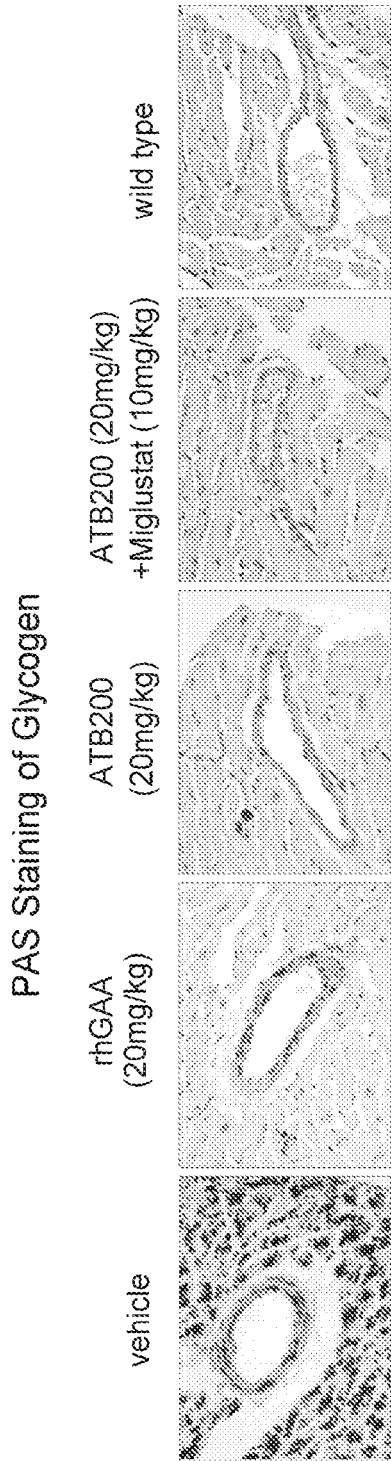 PAS Staining of Glycogen
vehicle
rhGAA
(20mg/kg)
ATB200
(20mg/kg)
ATB200 (20mg/kg)
+Miglustat (10mg/kg)
wild type